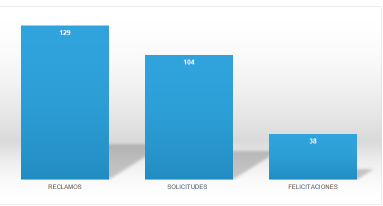 129
104
38
RECLAMOS
SOLICITUDES
FELICITACIONES